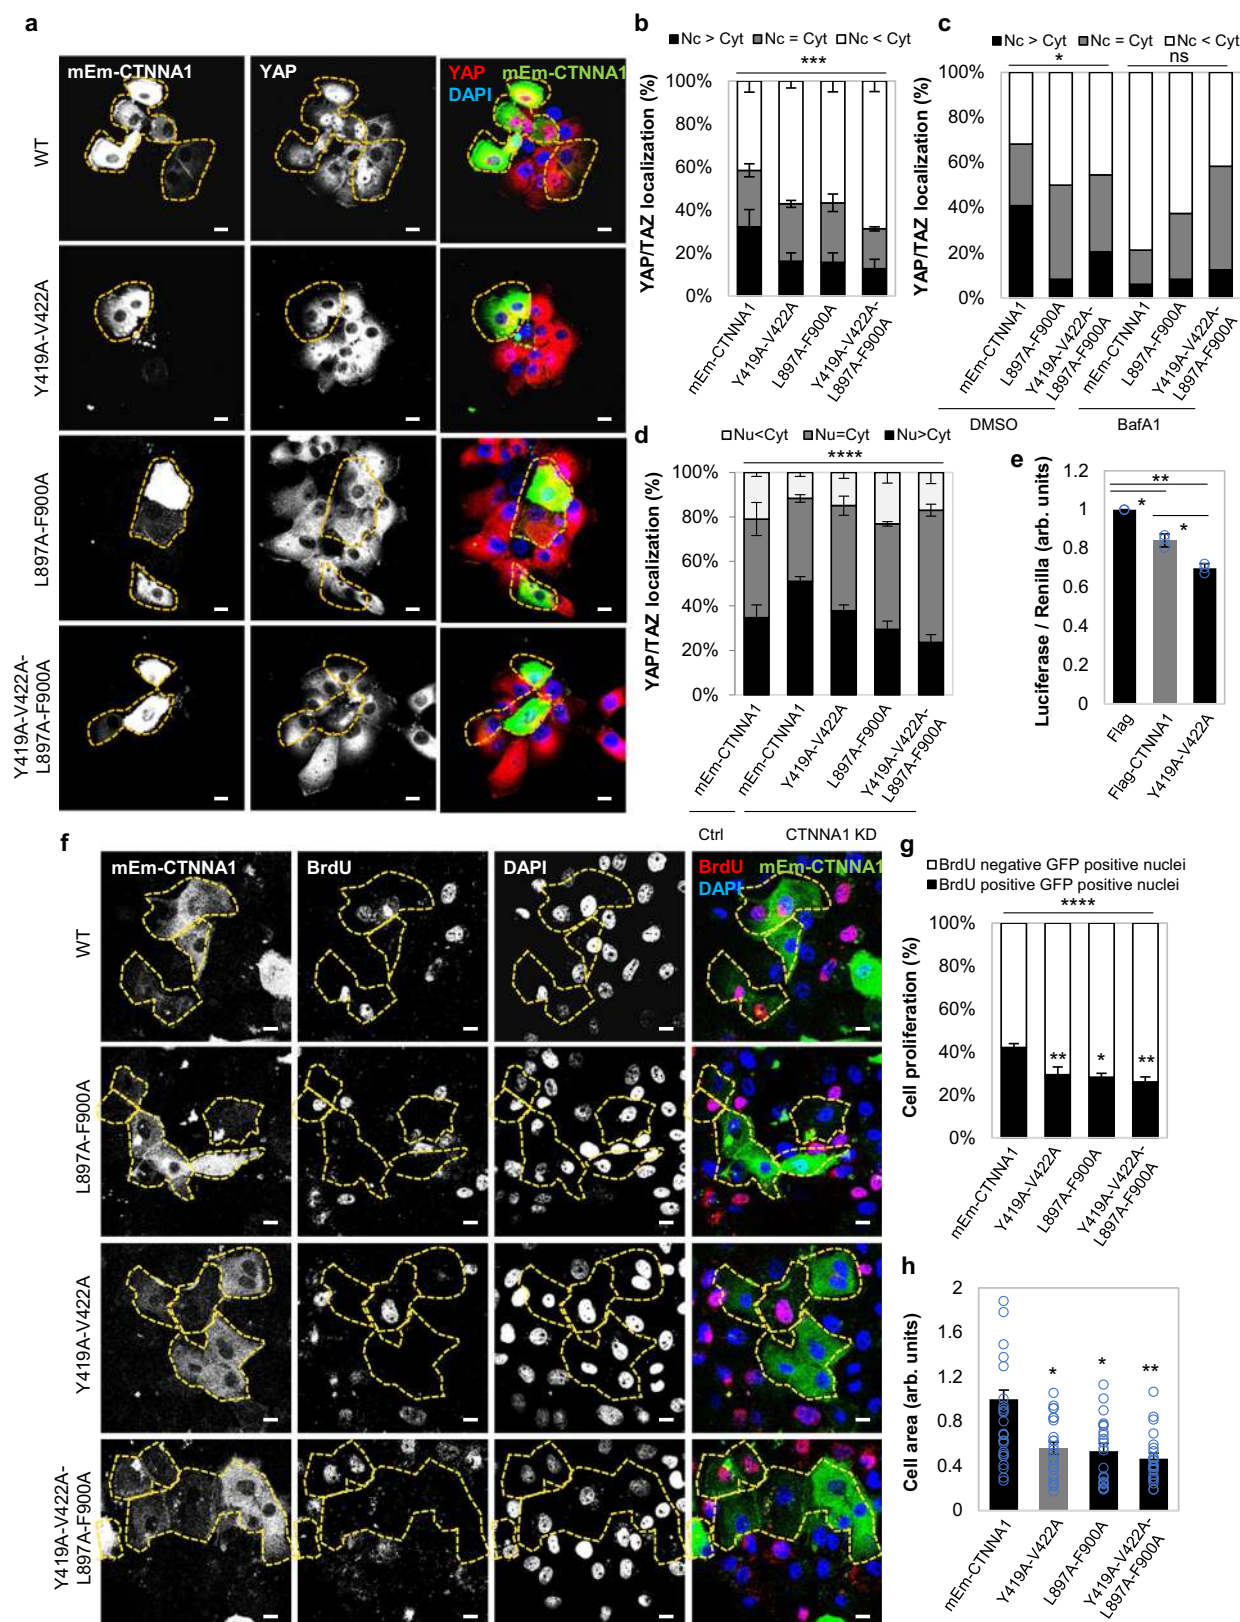 a
mEm-CTNNA1
YAP
YAP mEm-CTNNA1
DAPI
WT
Y419A-V422A
L897A-F900A
Y419A-V422A-
L897A-F900A
b
Nc > Cyt Nc = Cyt Nc < Cyt
***
YAP/TAZ localization (%)
100%
80%
60%
40%
20%
0%
mEm-CTNNA1
Y419A-V422A
L897A-F900A
Y419A-V422A-
L897A-F900A
c
Nc > Cyt Nc = Cyt Nc < Cyt
* ns
YAP/TAZ localization (%)
100%
80%
60%
40%
20%
0%
mEm-CTNNA1
L897A-F900A
Y419A-V422A-
L897A-F900A
mEm-CTNNA1
L897A-F900A
Y419A-V422A-
L897A-F900A
DMSO
BafA1
d
Nu<Cyt Nu=Cyt Nu>Cyt
****
YAP/TAZ localization (%)
100%
80%
60%
40%
20%
0%
mEm-CTNNA1
mEm-CTNNA1
Y419A-V422A
L897A-F900A
Y419A-V422A-
L897A-F900A
Ctrl
CTNNA1 KD
e
Luciferase / Renilla (arb. units)
1.2
1
0.8
0.6
0.4
0.2
0
**
*
*
Flag
Flag-CTNNA1
Y419A-V422A
f
mEm-CTNNA1
BrdU
DAPI
BrdU mEm-CTNNA1
DAPI
WT
L897A-F900A
Y419A-V422A
Y419A-V422A-
L897A-F900A
g
BrdU negative GFP positive nuclei
BrdU positive GFP positive nuclei
****
Cell proliferation (%)
100%
80%
60%
40%
20%
0%
** * **
mEm-CTNNA1
Y419A-V422A
L897A-F900A
Y419A-V422A-
L897A-F900A
h
Cell area (arb. units)
2
1.6
1.2
0.8
0.4
0
* * **
mEm-CTNNA1
Y419A-V422A
L897A-F900A
Y419A-V422A-
L897A-F900A